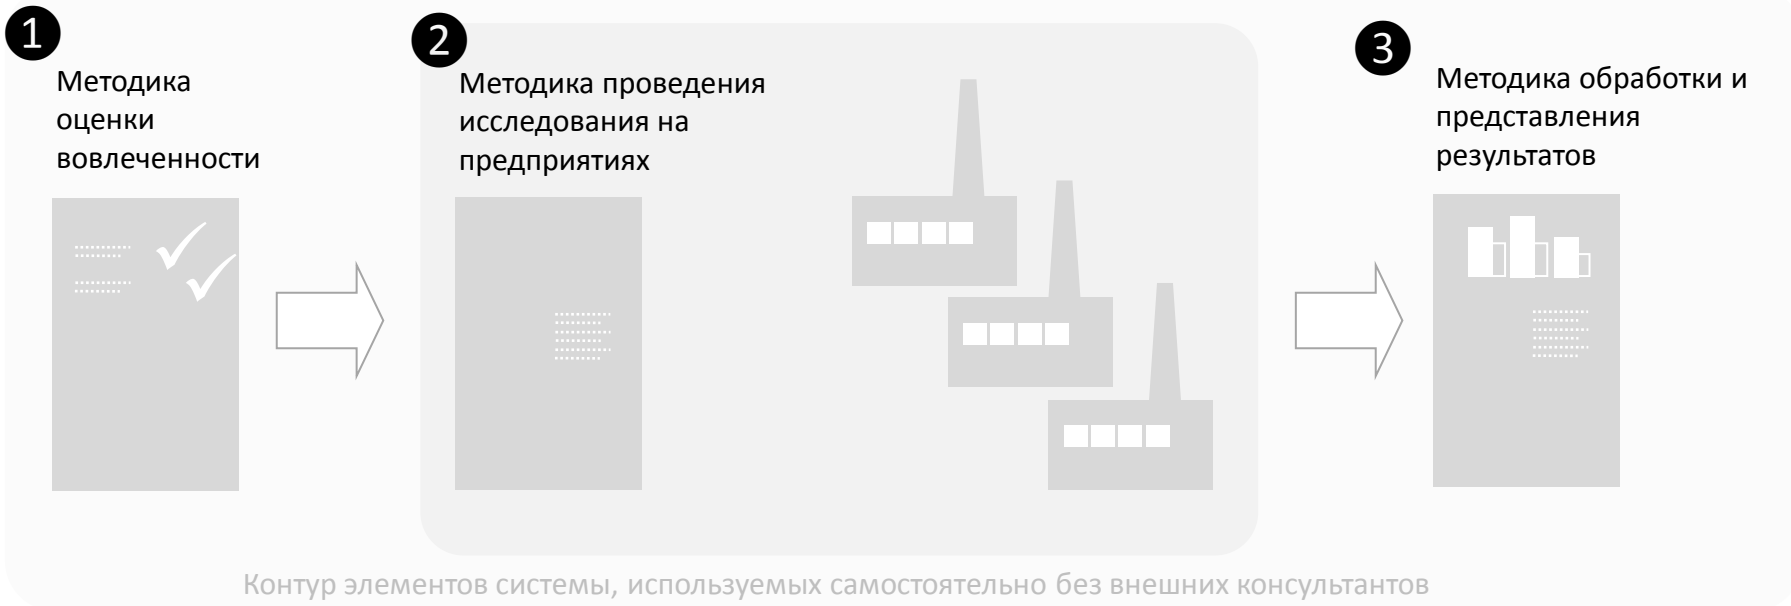 1
Методика
оценки
вовлеченности
2
Методика проведения
исследования на
предприятиях
3
Методика обработки и
представления
результатов
Контур элементов системы, используемых самостоятельно без внешних консультантов